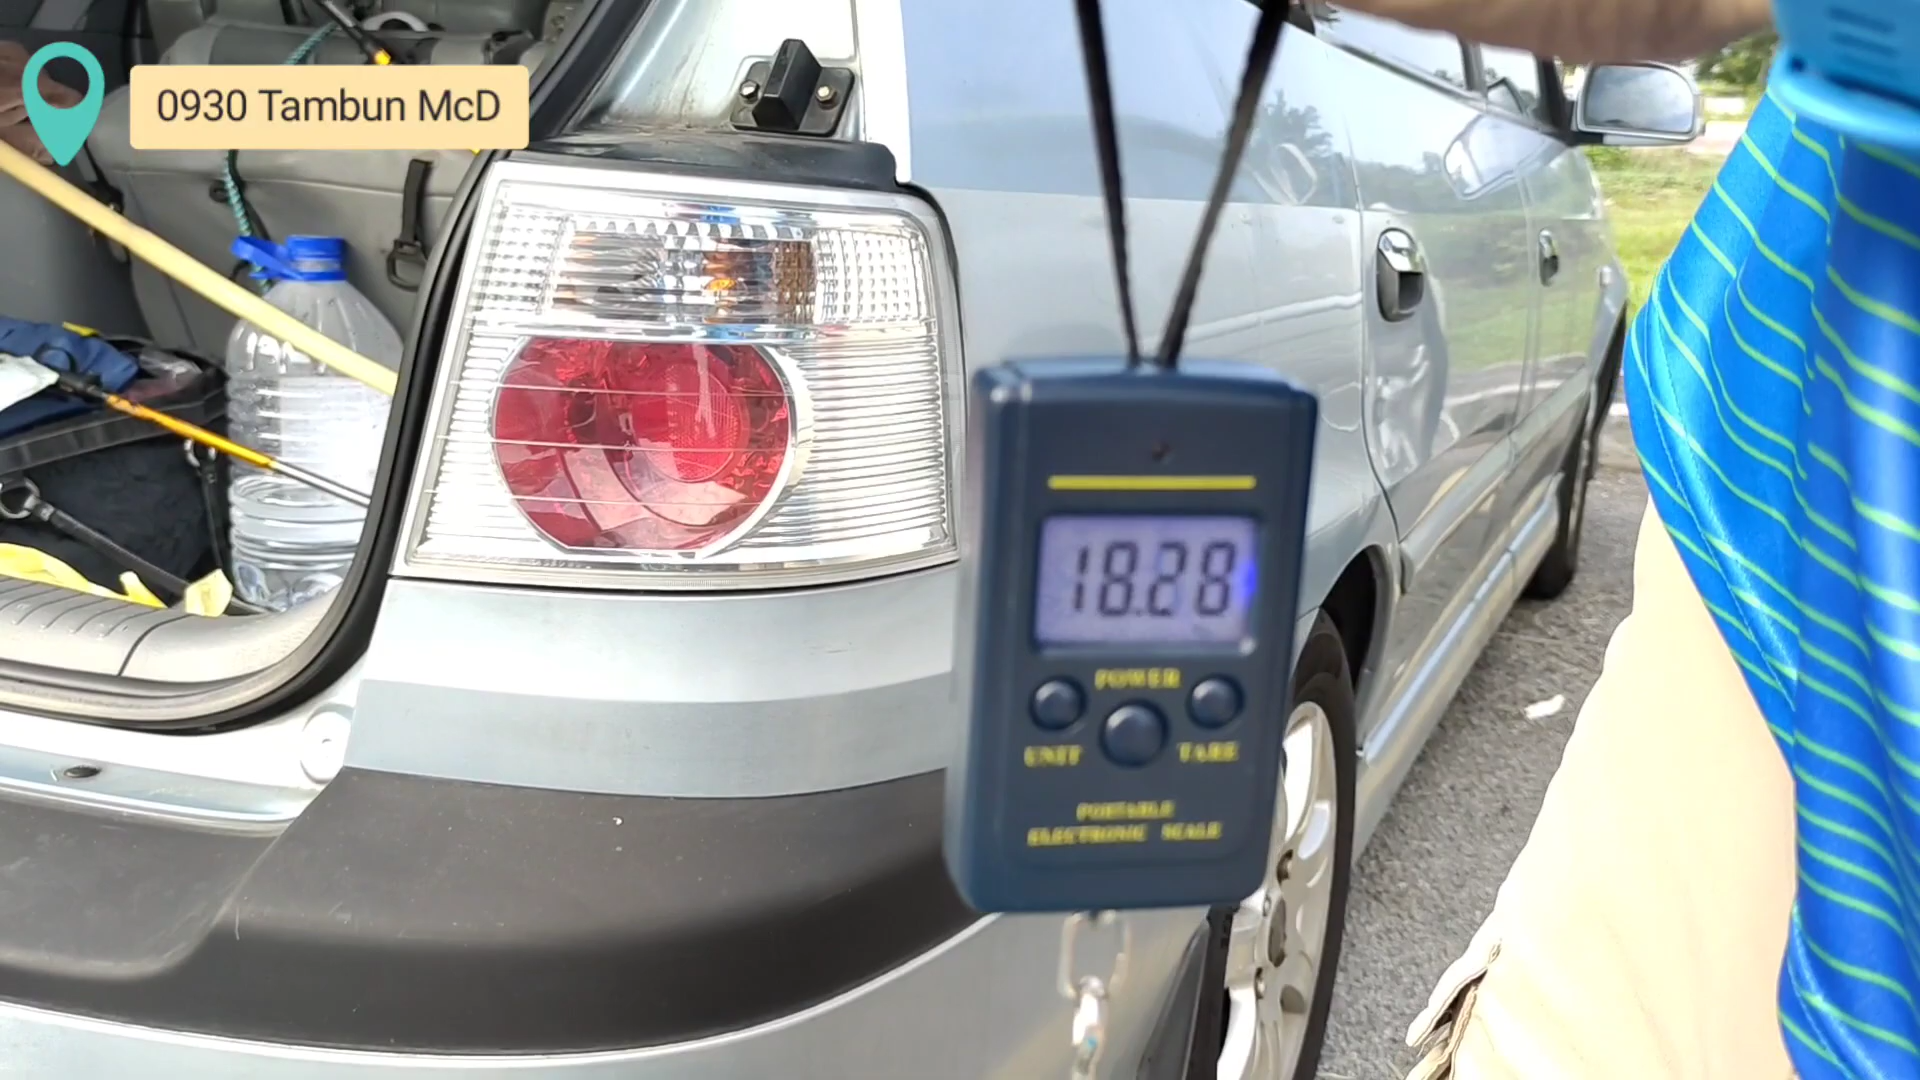 0930 Tambun McD
18.28
POWER
UNIT TARE
PORTABLE
ELECTRONIC SCALE